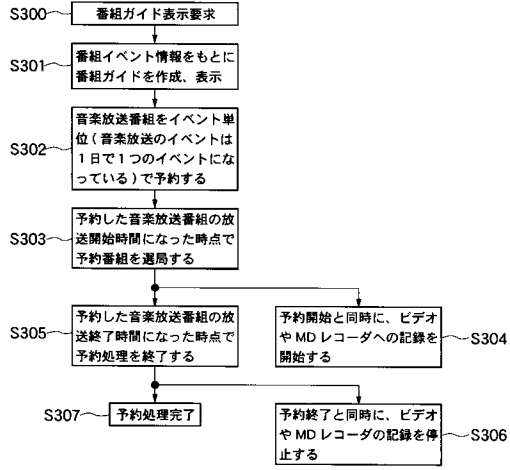 S300
番組ガイド表示要求
S301
番組イベント情報をもとに
番組ガイドを作成、表示
S302
音楽放送番組をイベント単
位(音楽放送のイベントは
1日で1つのイベントにな
っている)で予約する
S303
予約した音楽放送番組の放
送開始時間になった時点で
予約番組を選局する
S305
予約した音楽放送番組の放
送終了時間になった時点で
予約処理を終了する
予約開始と同時に、ビデオ
やMDレコーダへの記録を
開始する
S304
S307
予約処理完了
予約終了と同時に、ビデオ
やMDレコーダの記録を停
止する
S306